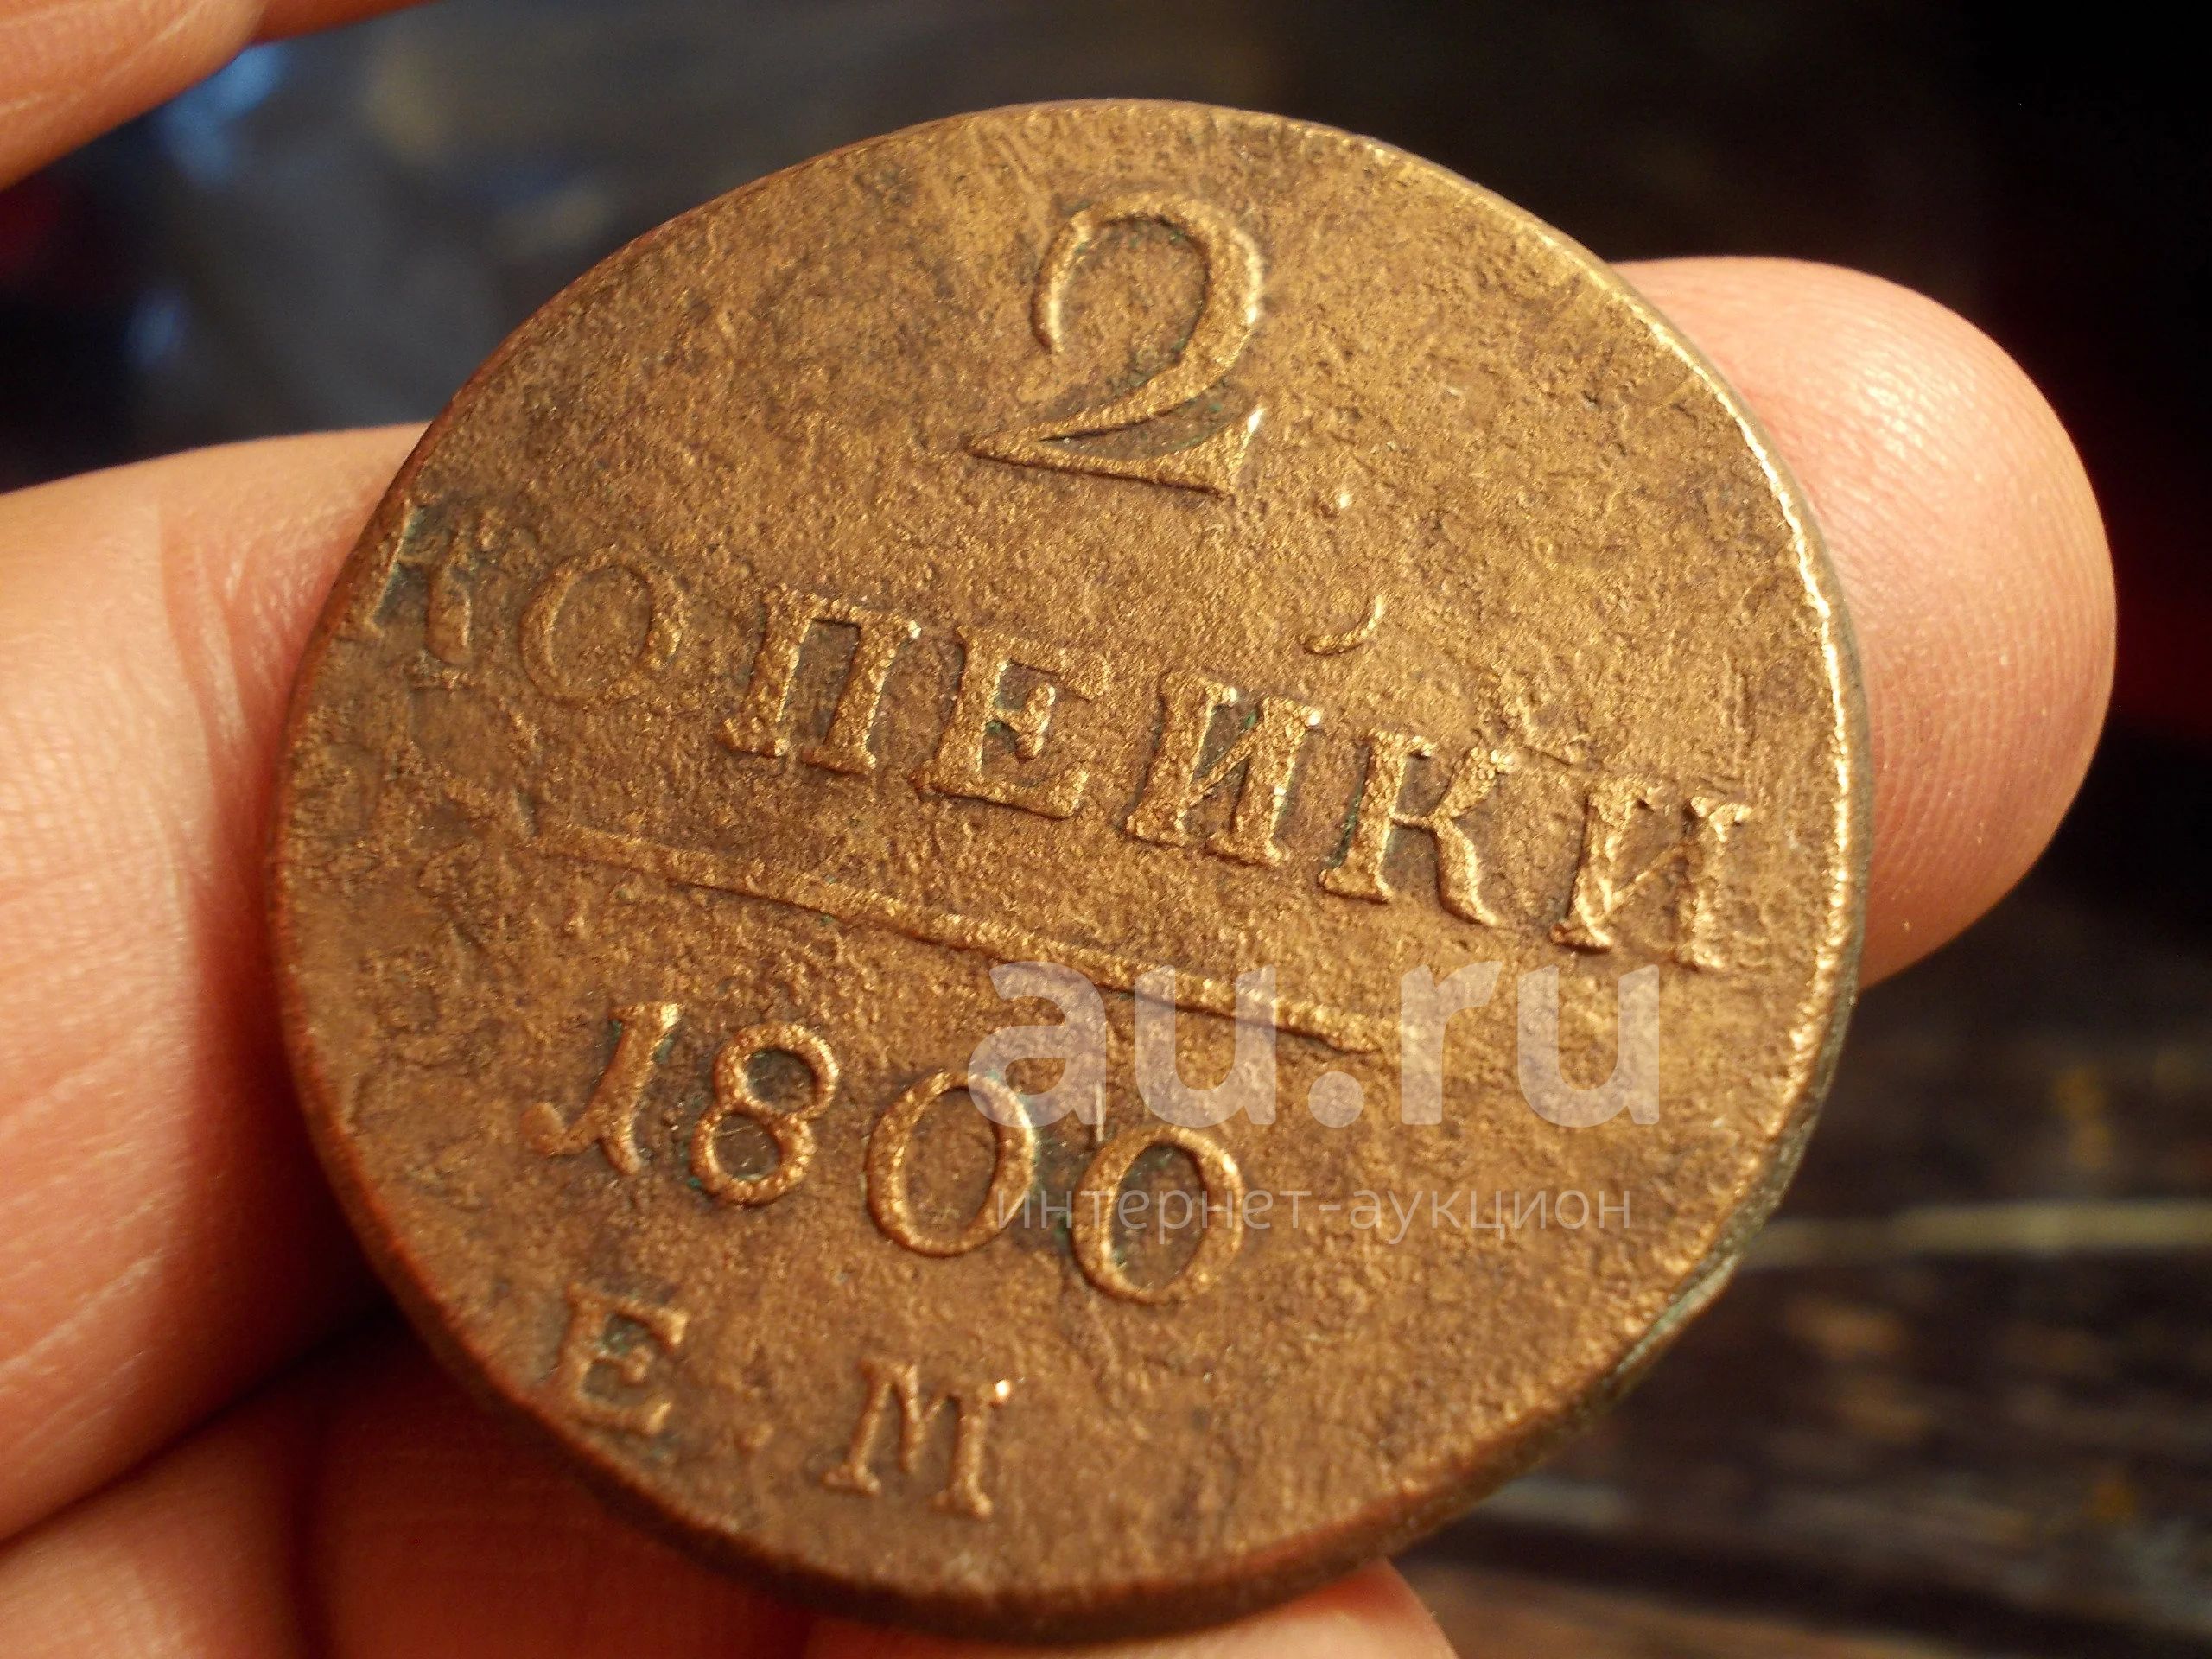 2
КОПЕЙКИ
1800
Е.М
au.ru
интернет-аукцион